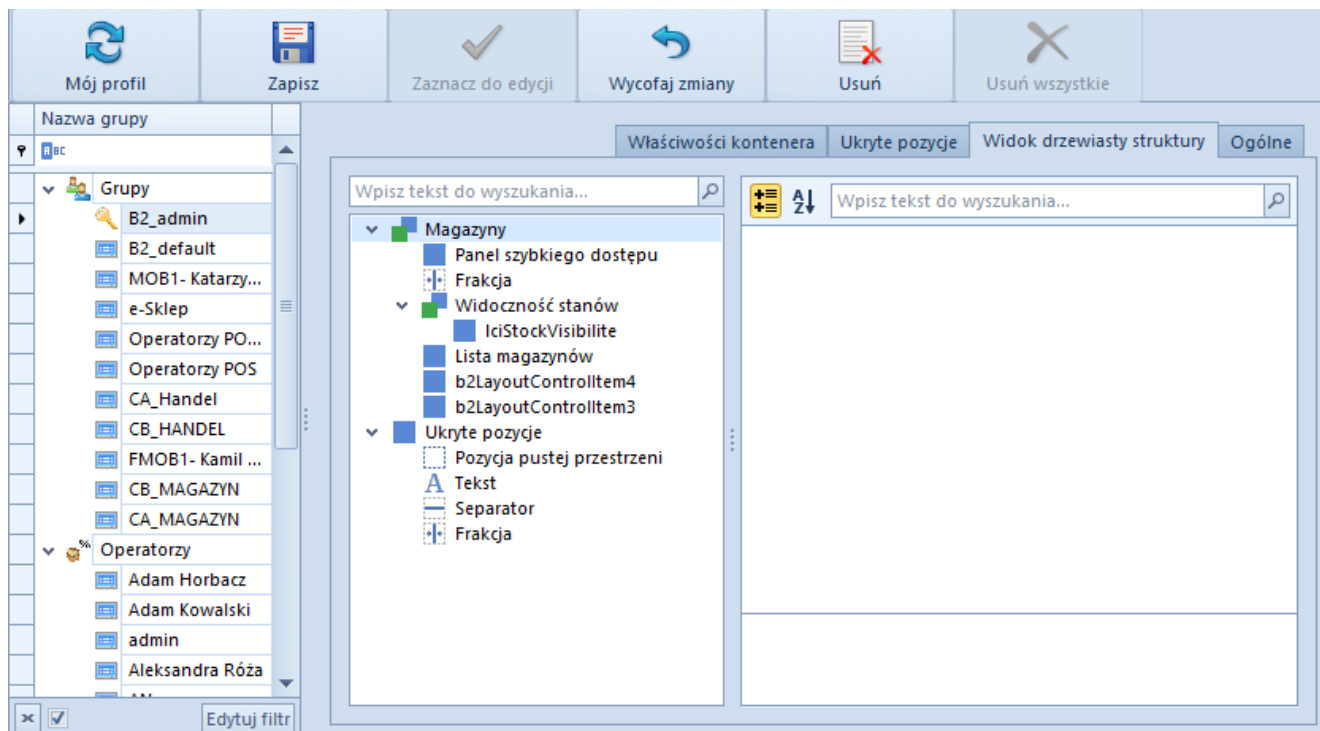 Mój profil
Zapisz
Zaznacz do edycji
Wycofaj zmiany
Usuń
Usuń wszystkie
Nazwa grupy
ABC
Grupy
B2_admin
B2_default
MOB1- Katarzy...
e-Sklep
Operatorzy PO...
Operatorzy POS
CA_Handel
CB_HANDEL
FMOB1- Kamil ...
CB_MAGAZYN
CA_MAGAZYN
Operatorzy
Adam Horbacz
Adam Kowalski
admin
Aleksandra Róża
Edytuj filtr
Właściwości kontenera
Ukryte pozycje
Widok drzewiasty struktury
Ogólne
Wpisz tekst do wyszukania...
Magazyny
Panel szybkiego dostępu
Frakcja
Widoczność stanów
lciStockVisibilite
Lista magazynów
b2LayoutControlItem4
b2LayoutControlItem3
Ukryte pozycje
Pozycja pustej przestrzeni
A Tekst
Separator
Frakcja
AZ
Wpisz tekst do wyszukania...